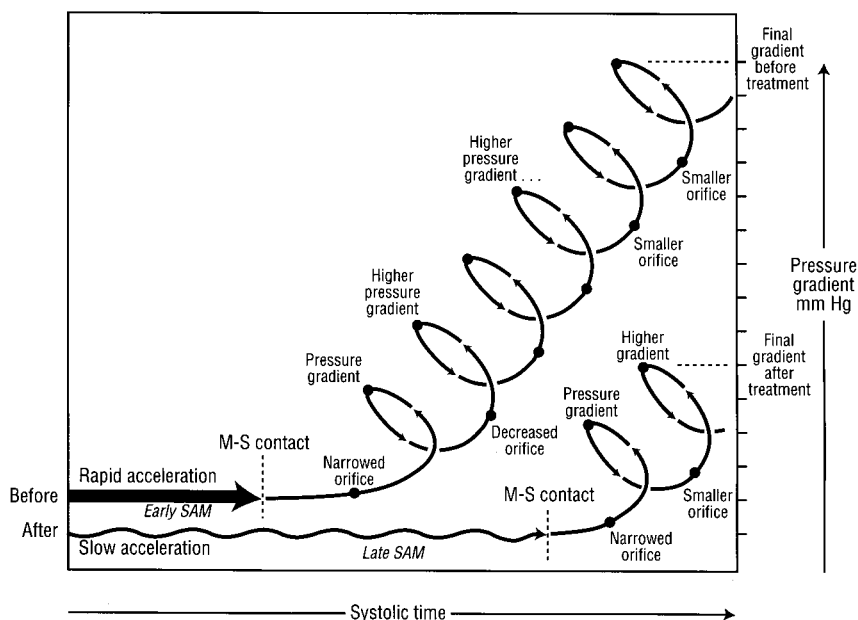 Final
gradient
before
treatment
Higher
pressure
gradient . . .
Smaller
orifice
Smaller
orifice
Pressure
gradient
mm Hg
Higher
pressure
gradient
Higher
gradient
Final
gradient
after
treatment
Pressure
gradient
Pressure
gradient
Decreased
orifice
M-S contact
Narrowed
orifice
Rapid acceleration
Before
Early SAM
M-S contact
Smaller
orifice
After
Slow acceleration
Late SAM
Narrowed
orifice
Systolic time